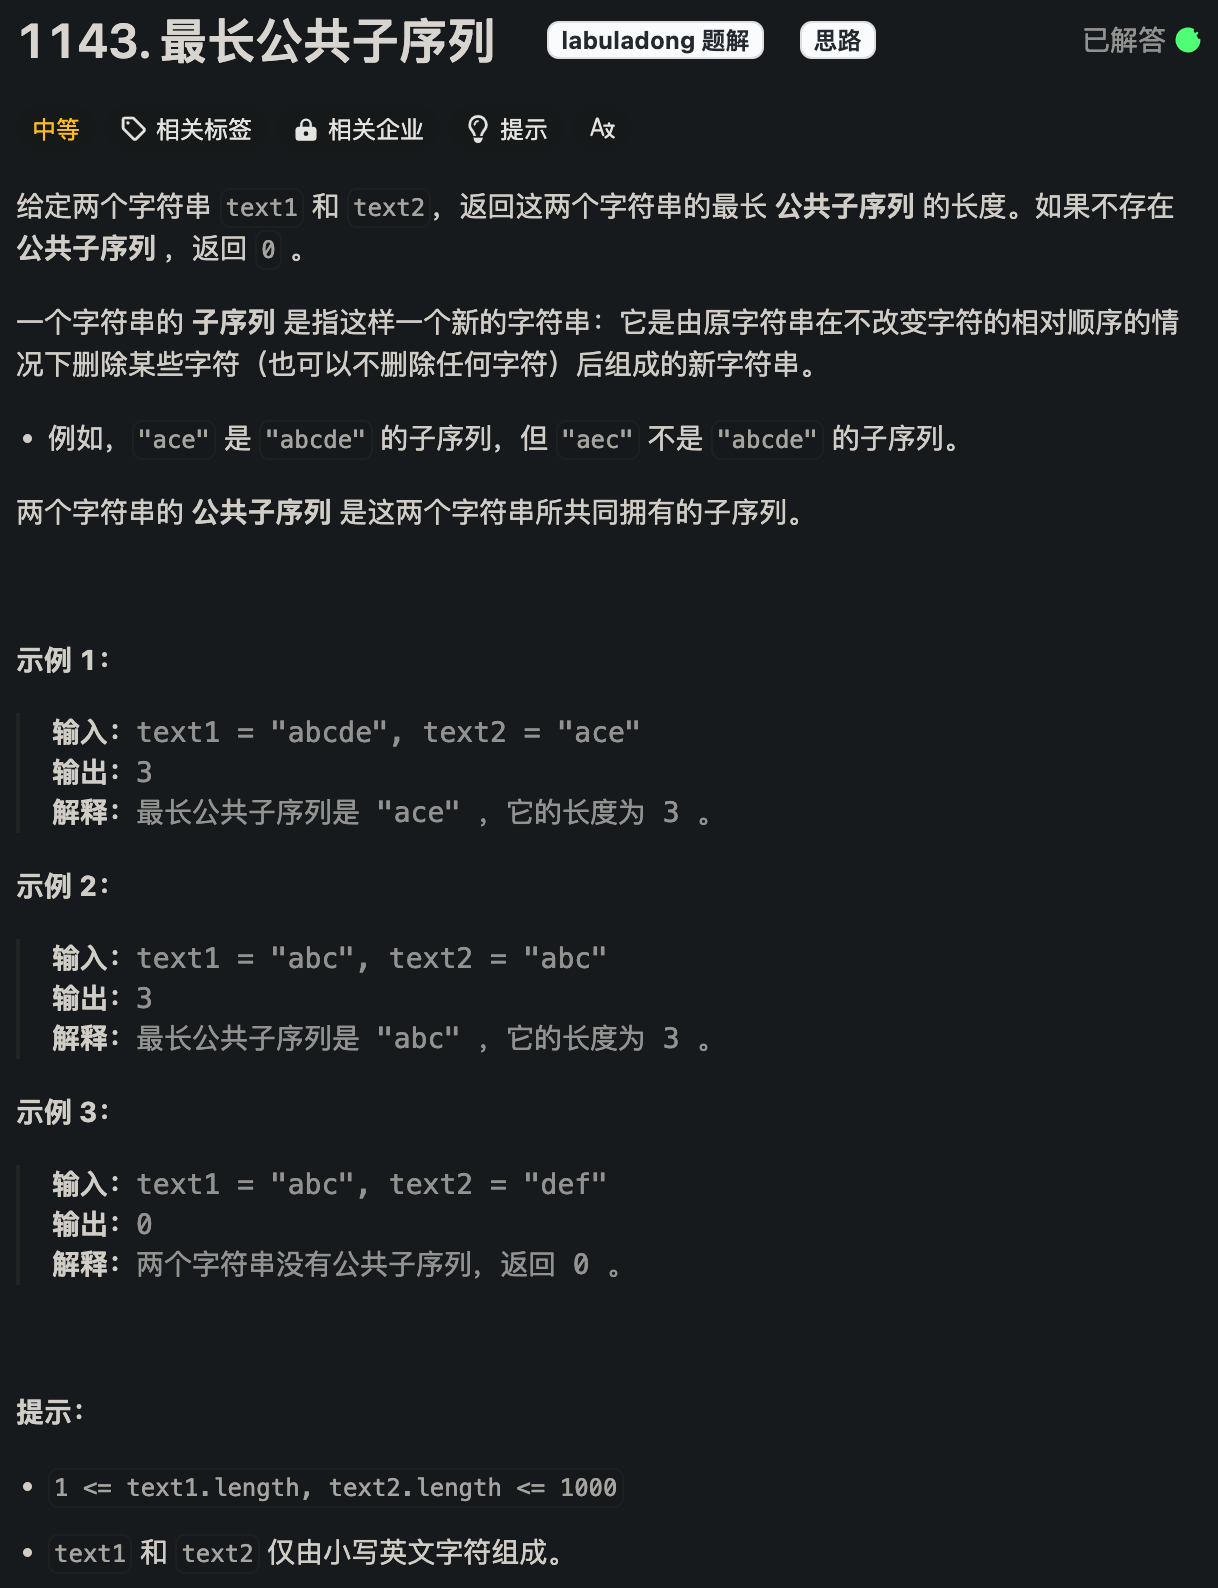 1143. 最长公共子序列 labuladong 题解 思路 已解答
中等 相关标签 相关企业 提示 Aあ
给定两个字符串 text1 和 text2，返回这两个字符串的最长 公共子序列 的长度。如果不存在
公共子序列 ，返回 0 。
一个字符串的 子序列 是指这样一个新的字符串：它是由原字符串在不改变字符的相对顺序的情
况下删除某些字符（也可以不删除任何字符）后组成的新字符串。
• 例如，"ace" 是 "abcde" 的子序列，但 "aec" 不是 "abcde" 的子序列。
两个字符串的 公共子序列 是这两个字符串所共同拥有的子序列。
示例 1：
输入：text1 = "abcde", text2 = "ace"
输出：3
解释：最长公共子序列是 "ace" ，它的长度为 3 。
示例 2：
输入：text1 = "abc", text2 = "abc"
输出：3
解释：最长公共子序列是 "abc" ，它的长度为 3 。
示例 3：
输入：text1 = "abc", text2 = "def"
输出：0
解释：两个字符串没有公共子序列，返回 0 。
提示：
• 1 <= text1.length, text2.length <= 1000
• text1 和 text2 仅由小写英文字符组成。